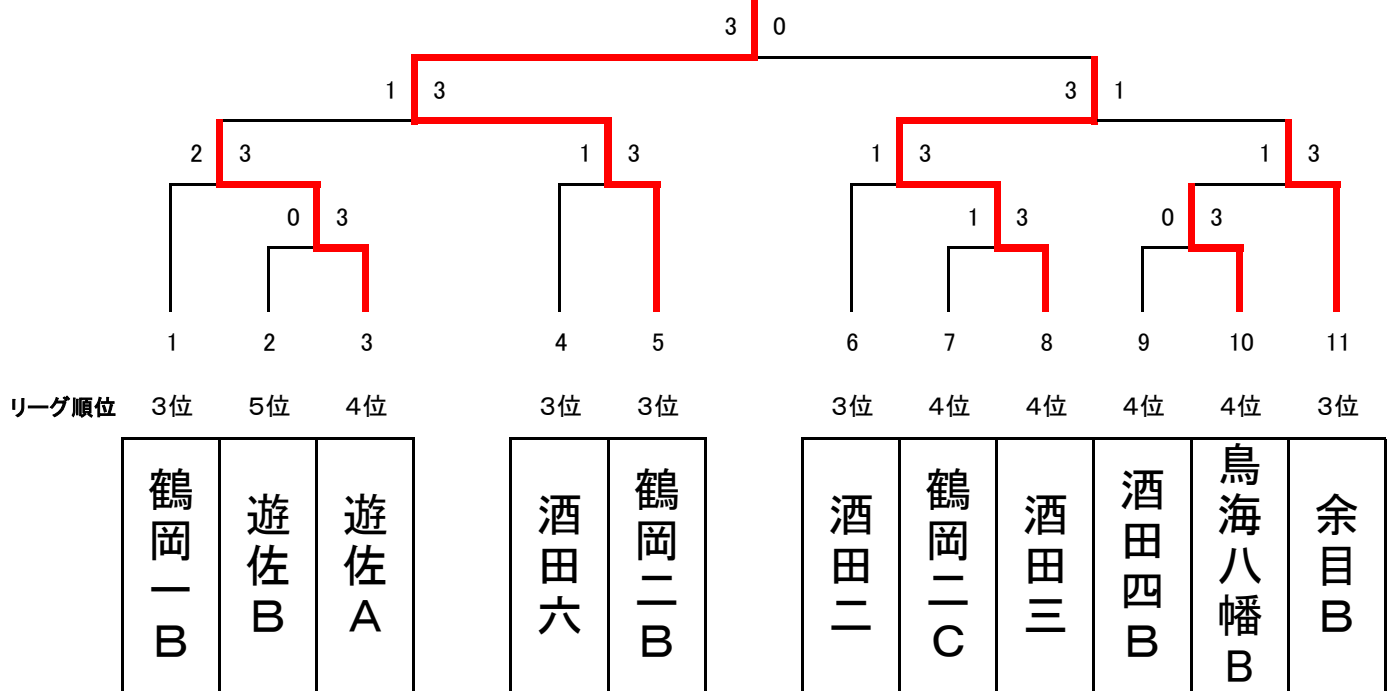 3 0
1 3 3 1
2 3 1 3 1 3 1 3
0 3 1 3 0 3
1 2 3 4 5 6 7 8 9 10 11
リーグ順位 3位 5位 4位 3位 3位 3位 4位 4位 4位 4位 3位
鶴岡一B
遊佐B
遊佐A
酒田六
鶴岡二B
酒田二
鶴岡二C
酒田三
酒田四B
鳥海八幡B
余目B